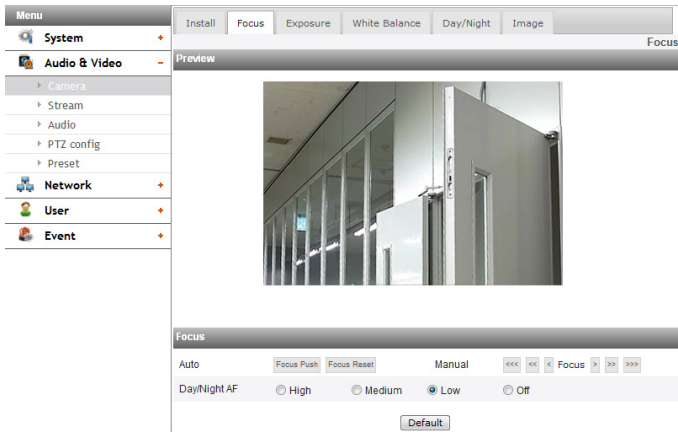 Menu
System +
Audio & Video -
Camera
Stream
Audio
PTZ config
Preset
Network +
User +
Event +
Install Focus Exposure White Balance Day/Night Image
Focus
Preview
Focus
Auto Focus Push Focus Reset Manual <<< << < Focus > >> >>>
Day/Night AF High Medium Low Off
Default